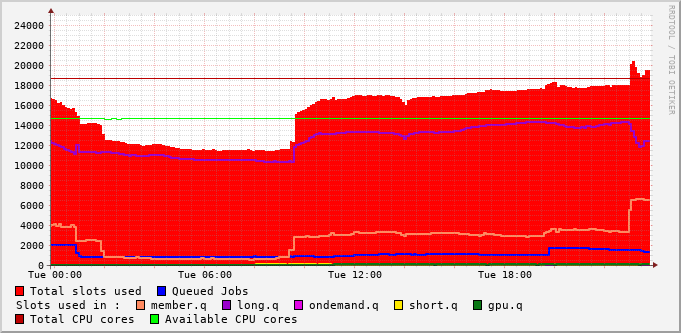 RRDTOOL / TOBI OETIKER
24000
22000
20000
18000
16000
14000
12000
10000
8000
6000
4000
2000
0
Tue 00:00 Tue 06:00 Tue 12:00 Tue 18:00
Total slots used Queued Jobs
Slots used in : member.q long.q ondemand.q short.q gpu.q
Total CPU cores Available CPU cores